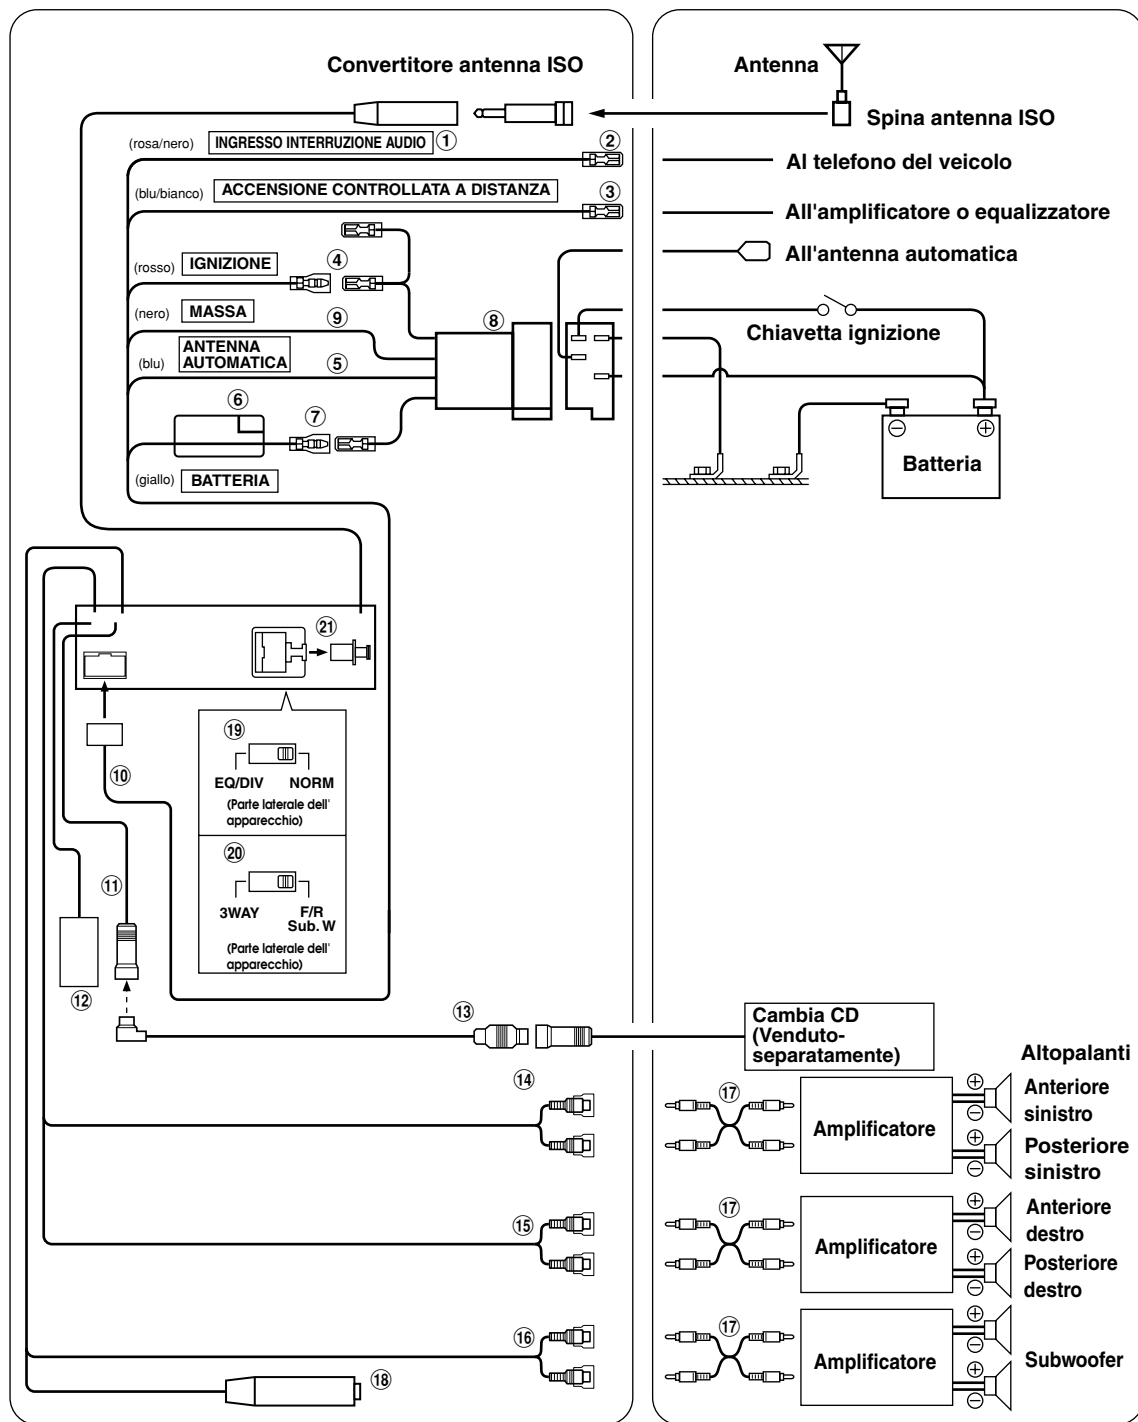 Convertitore antenna ISO
Antenna
Spina antenna ISO
(rosa/nero) INGRESSO INTERRUZIONE AUDIO ① ②
Al telefono del veicolo
(blu/bianco) ACCENSIONE CONTROLLATA A DISTANZA ③
All'amplificatore o equalizzatore
All'antenna automatica
(rosso) IGNIZIONE ④
Chiavetta ignizione
(nero) MASSA ⑨ ⑧
(blu) ANTENNA
AUTOMATICA ⑤
⑥ ⑦
(giallo) BATTERIA
⊖ ⊕
Batteria
㉑
⑲
EQ/DIV NORM
(Parte laterale dell'
apparecchio)
⑩
⑳
3WAY F/R
Sub. W
(Parte laterale dell'
apparecchio)
⑪
⑫
⑬
Cambia CD
(Venduto-
separatamente)
Altopalanti
⑭ ⑰
Amplificatore
⊕
⊖
Anteriore
sinistro
⊕
⊖
Posteriore
sinistro
⑮ ⑰
Amplificatore
⊕
⊖
Anteriore
destro
⊕
⊖
Posteriore
destro
⑯ ⑰
Amplificatore
⊕
⊖
⊕
⊖
Subwoofer
⑱